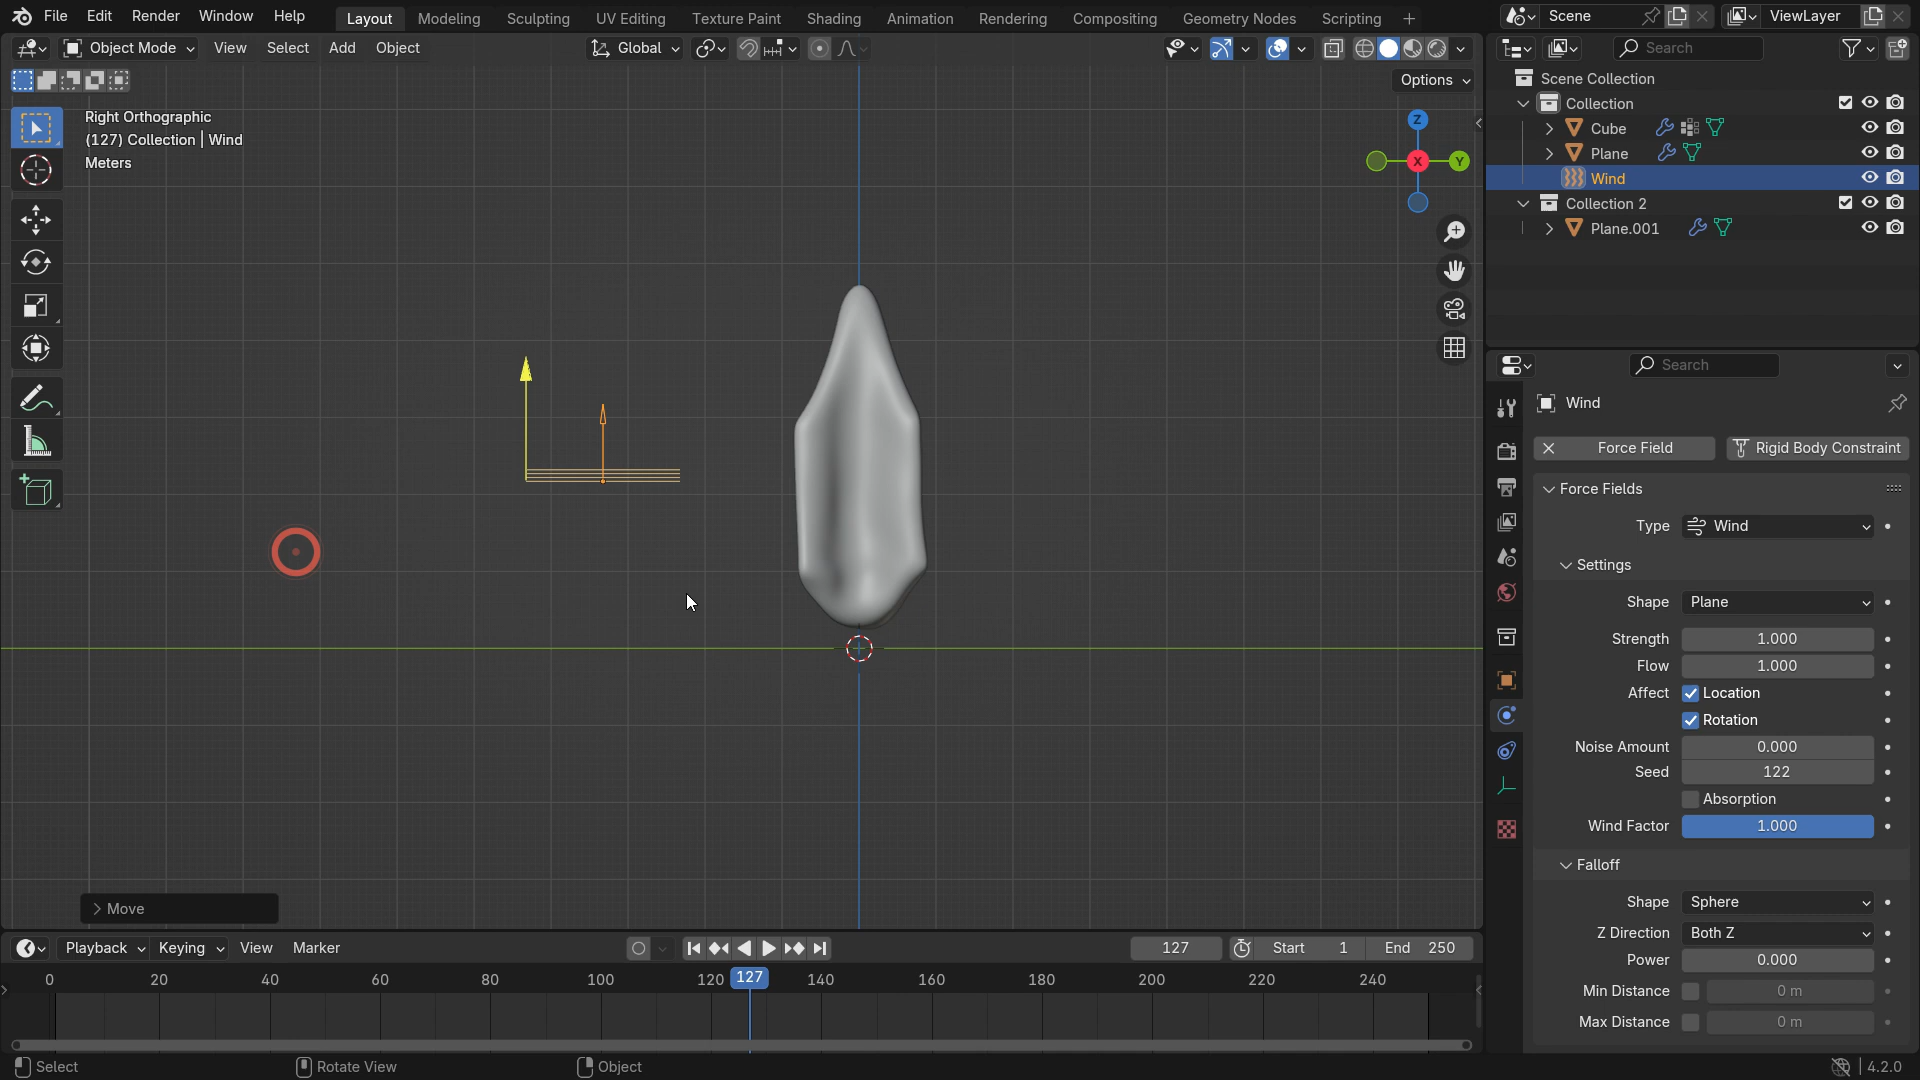 File Edit Render Window Help Layout Modeling Sculpting UV Editing Texture Paint Shading Animation Rendering Compositing Geometry Nodes Scripting + Scene ViewLayer
Object Mode View Select Add Object Global Search
Options
Right Orthographic
(127) Collection | Wind
Meters
Z
X
Y
Scene Collection
Collection
Cube
Plane
Wind
Collection 2
Plane.001
Search
Wind
Force Field Rigid Body Constraint
Force Fields
Type Wind
Settings
Shape Plane
Strength 1.000
Flow 1.000
Affect Location
Rotation
Noise Amount 0.000
Seed 122
Absorption
Wind Factor 1.000
Falloff
Shape Sphere
Z Direction Both Z
Power 0.000
Min Distance 0 m
Max Distance 0 m
Move
Playback Keying View Marker 127 Start 1 End 250
0 20 40 60 80 100 120 127 140 160 180 200 220 240
Select Rotate View Object 4.2.0